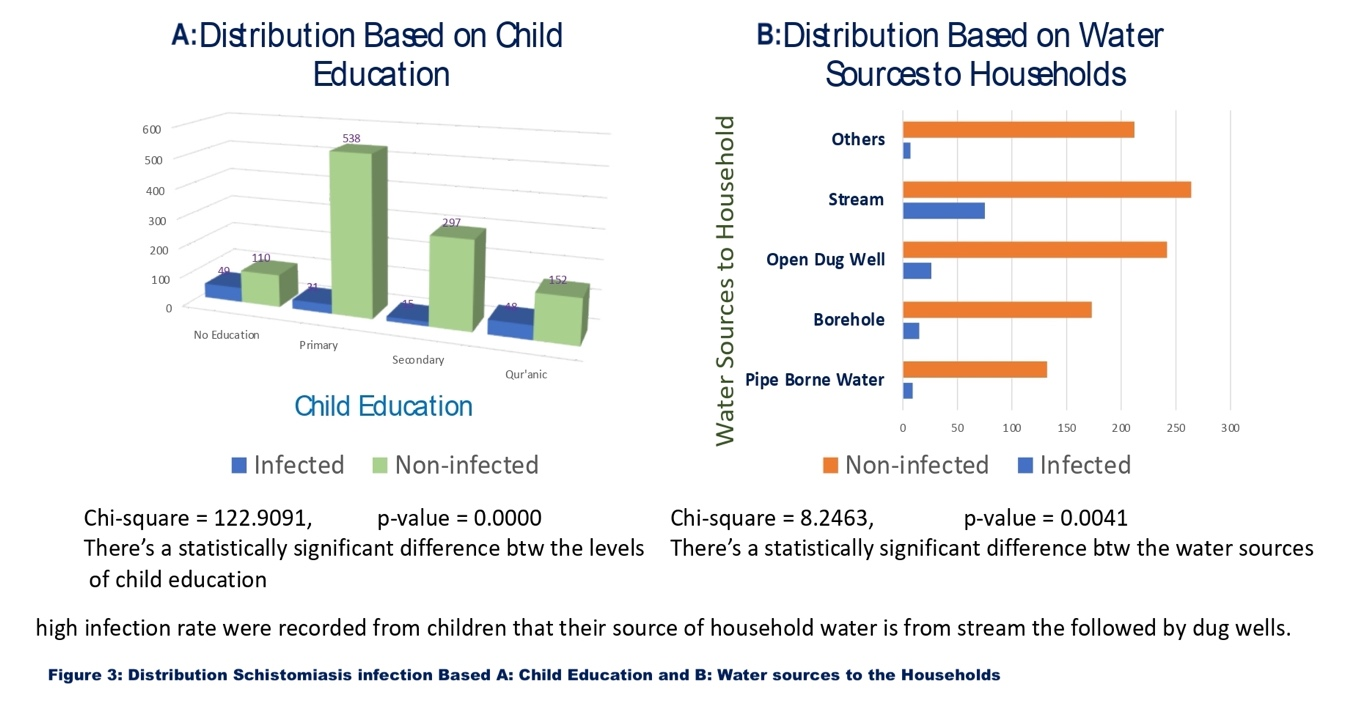 A:Distribution Based on Child
Education
600
500
400
300
200
100
0
49
110
31
538
15
297
48
152
No Education
Primary
Secondary
Qur'anic
Child Education
Infected Non-infected
Chi-square = 122.9091, p-value = 0.0000
There's a statistically significant difference btw the levels
of child education
B:Distribution Based on Water
Sources to Households
Water Sources to Household
Others
Stream
Open Dug Well
Borehole
Pipe Borne Water
0 50 100 150 200 250 300
Non-infected Infected
Chi-square = 8.2463, p-value = 0.0041
There's a statistically significant difference btw the water sources
high infection rate were recorded from children that their source of household water is from stream the followed by dug wells.
Figure 3: Distribution Schistomiasis infection Based A: Child Education and B: Water sources to the Households